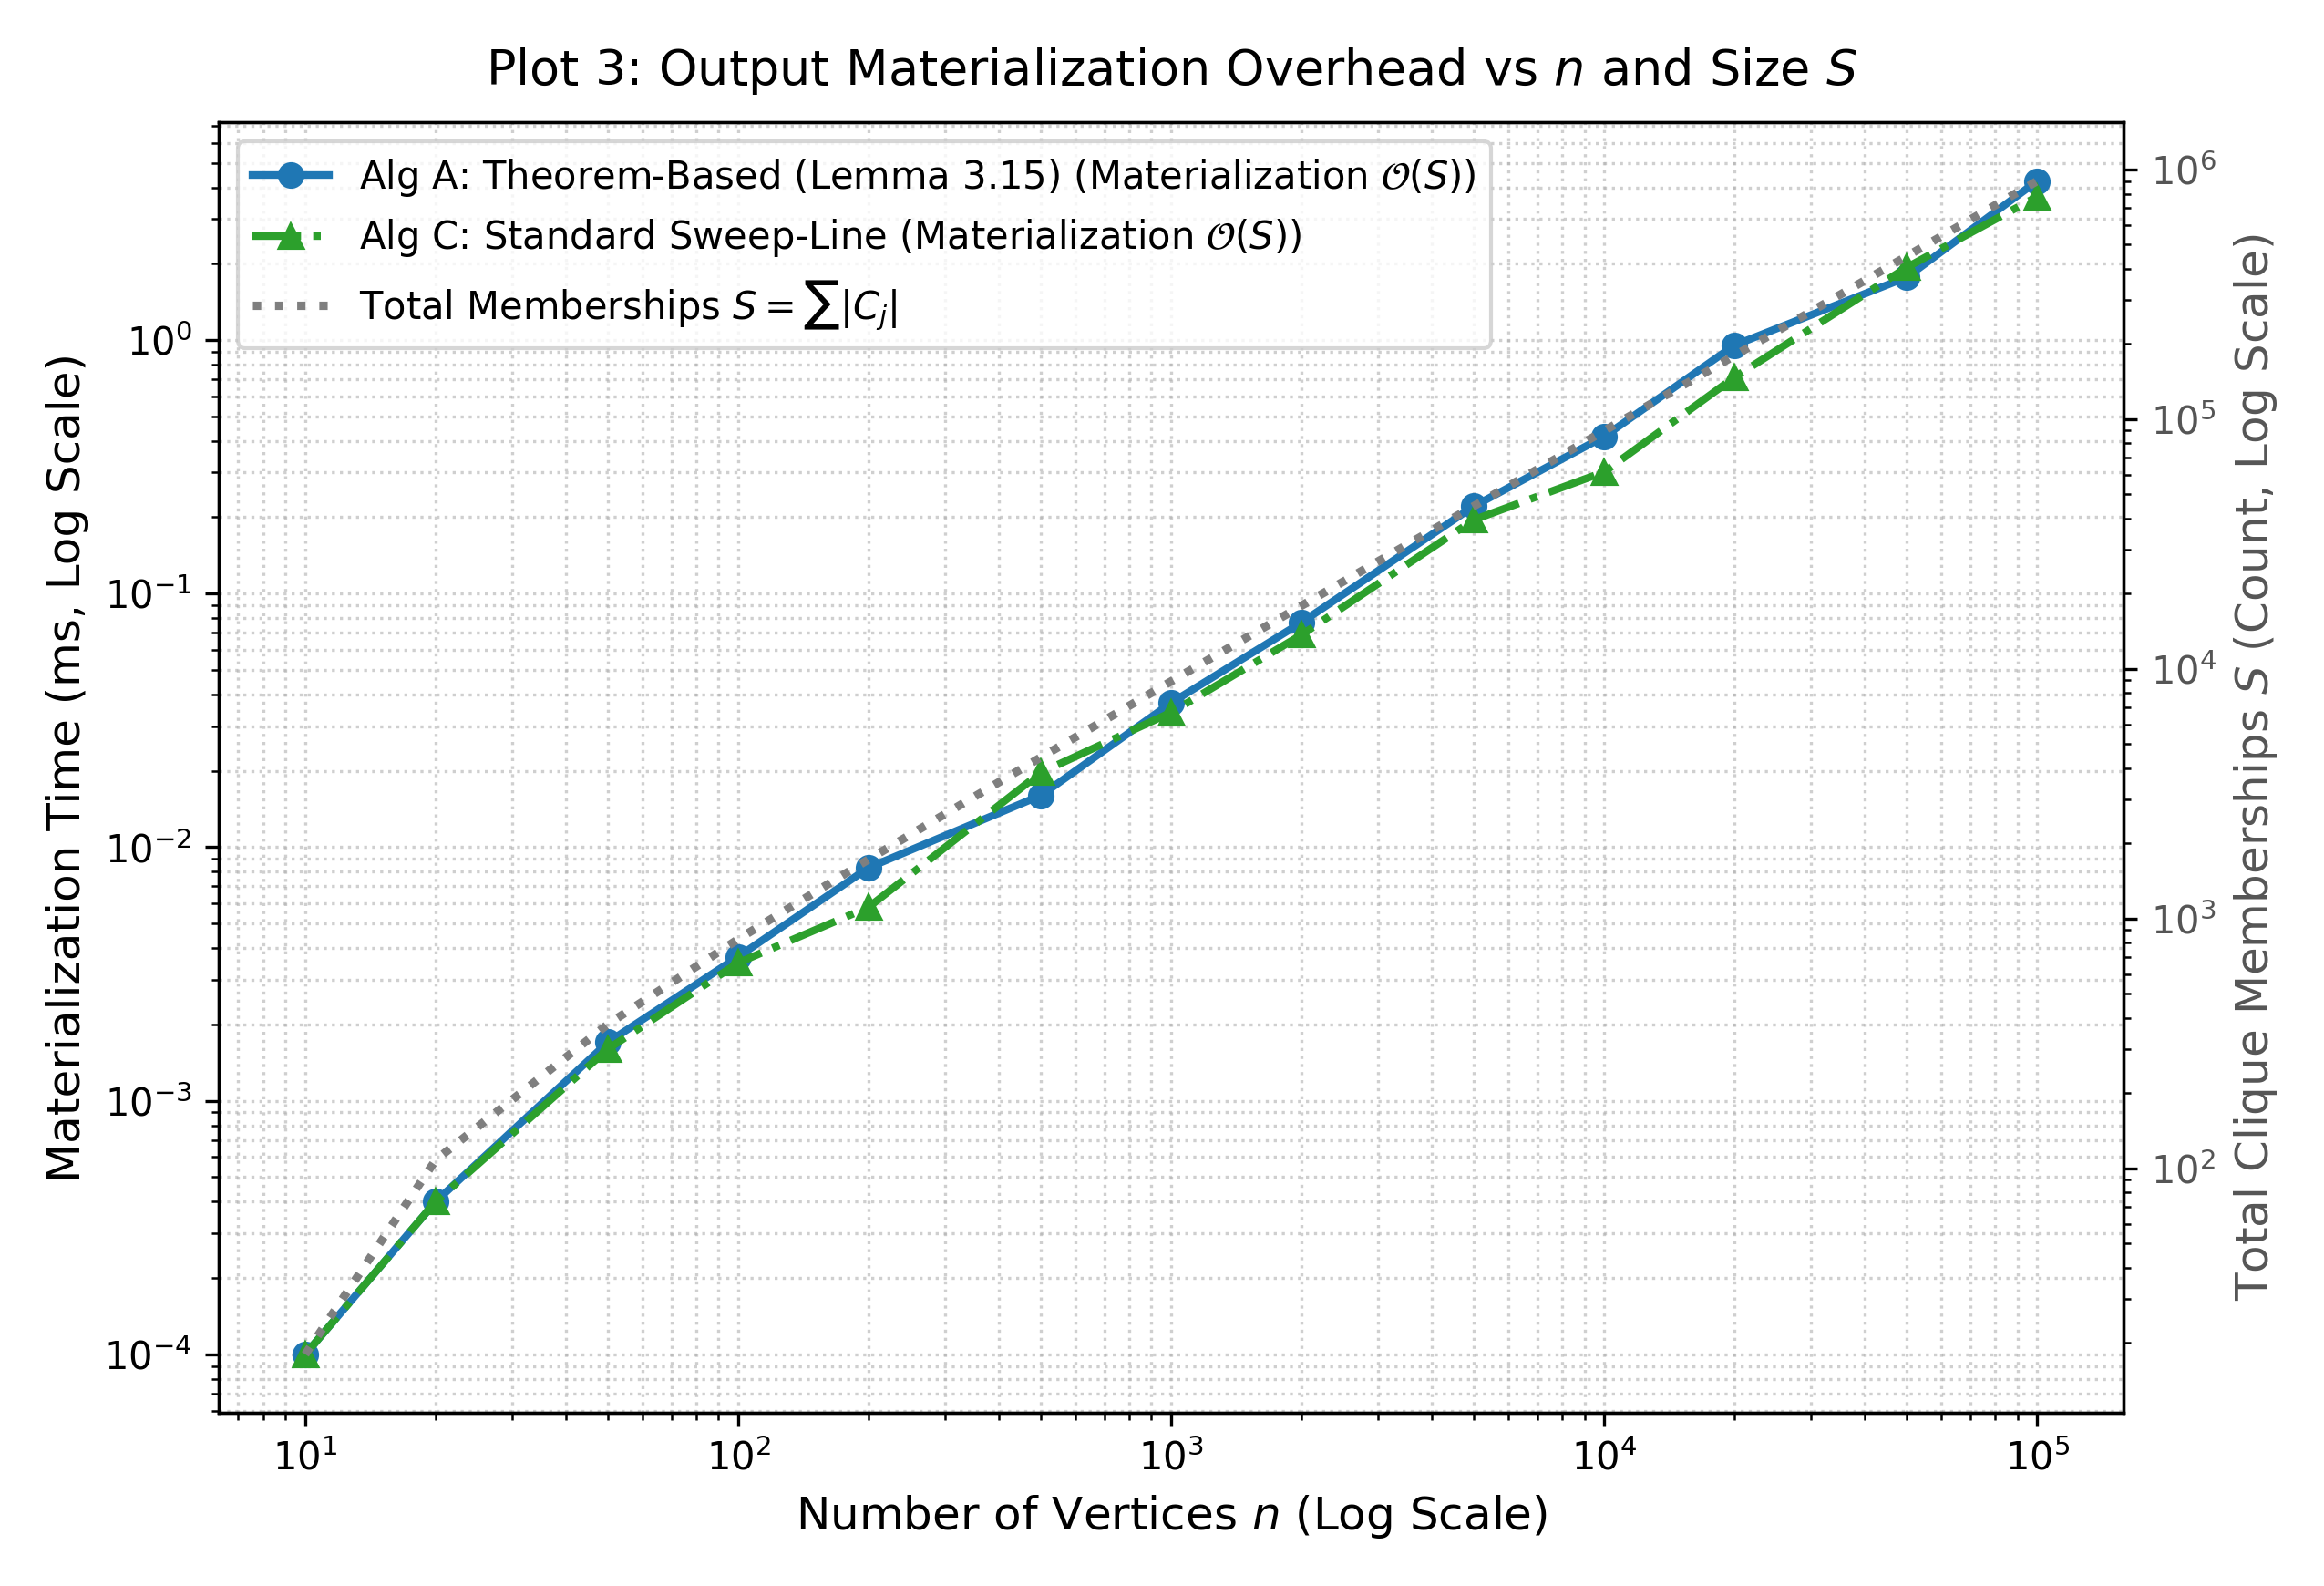 Plot 3: Output Materialization Overhead vs n and Size S
Alg A: Theorem-Based (Lemma 3.15) (Materialization 𝒪(S))
Alg C: Standard Sweep-Line (Materialization 𝒪(S))
Total Memberships S = ∑|Cⱼ|
Materialization Time (ms, Log Scale)
10⁰
10⁻¹
10⁻²
10⁻³
10⁻⁴
10⁶
10⁵
10⁴
10³
10²
Total Clique Memberships S (Count, Log Scale)
10¹ 10² 10³ 10⁴ 10⁵
Number of Vertices n (Log Scale)